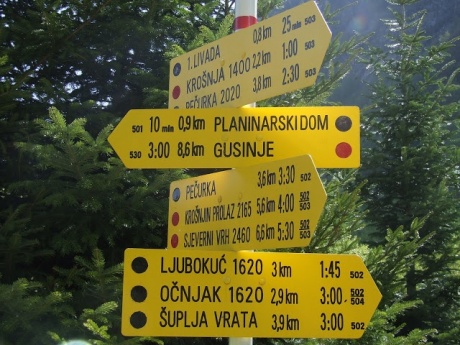 1. LIVADA 0,8 km 25 min 503
KROŠNJA 1400 2,2 km 1:00 503
PEČURKA 2020 3,8 km 2:30 503
501 10 min 0,9 km PLANINARSKI DOM
530 3:00 8,6 km GUSINJE
PEČURKA 3,6 km 3:30 502
KROŠNJIN PROLAZ 2165 5,6 km 4:00 502 503
SJEVERNI VRH 2460 6,6 km 5:30 502 503
LJUBOKUĆ 1620 3 km 1:45 502
OČNJAK 1620 2,9 km 3:00 502 504
ŠUPLJA VRATA 3,9 km 3:00 502